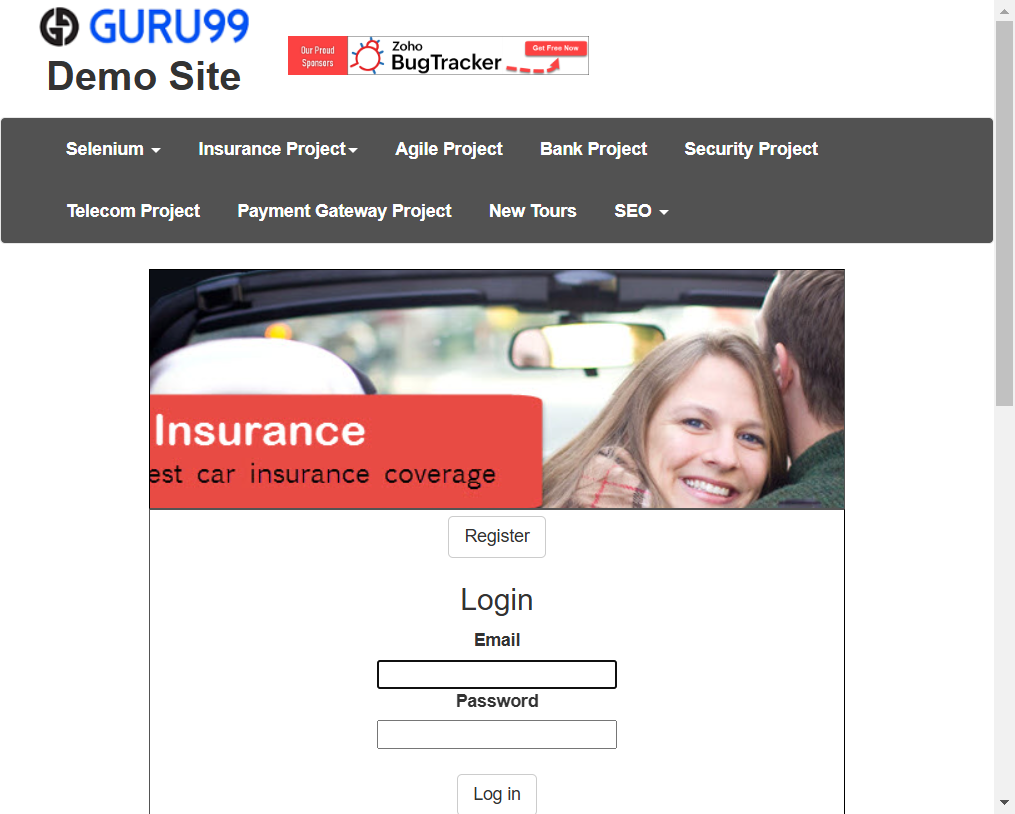 GURU99
Demo Site
Our Proud
Sponsors
Zoho
BugTracker
Get Free Now
Selenium
Insurance Project
Agile Project
Bank Project
Security Project
Telecom Project
Payment Gateway Project
New Tours
SEO
Insurance
est car insurance coverage
Register
Login
Email
Password
Log in